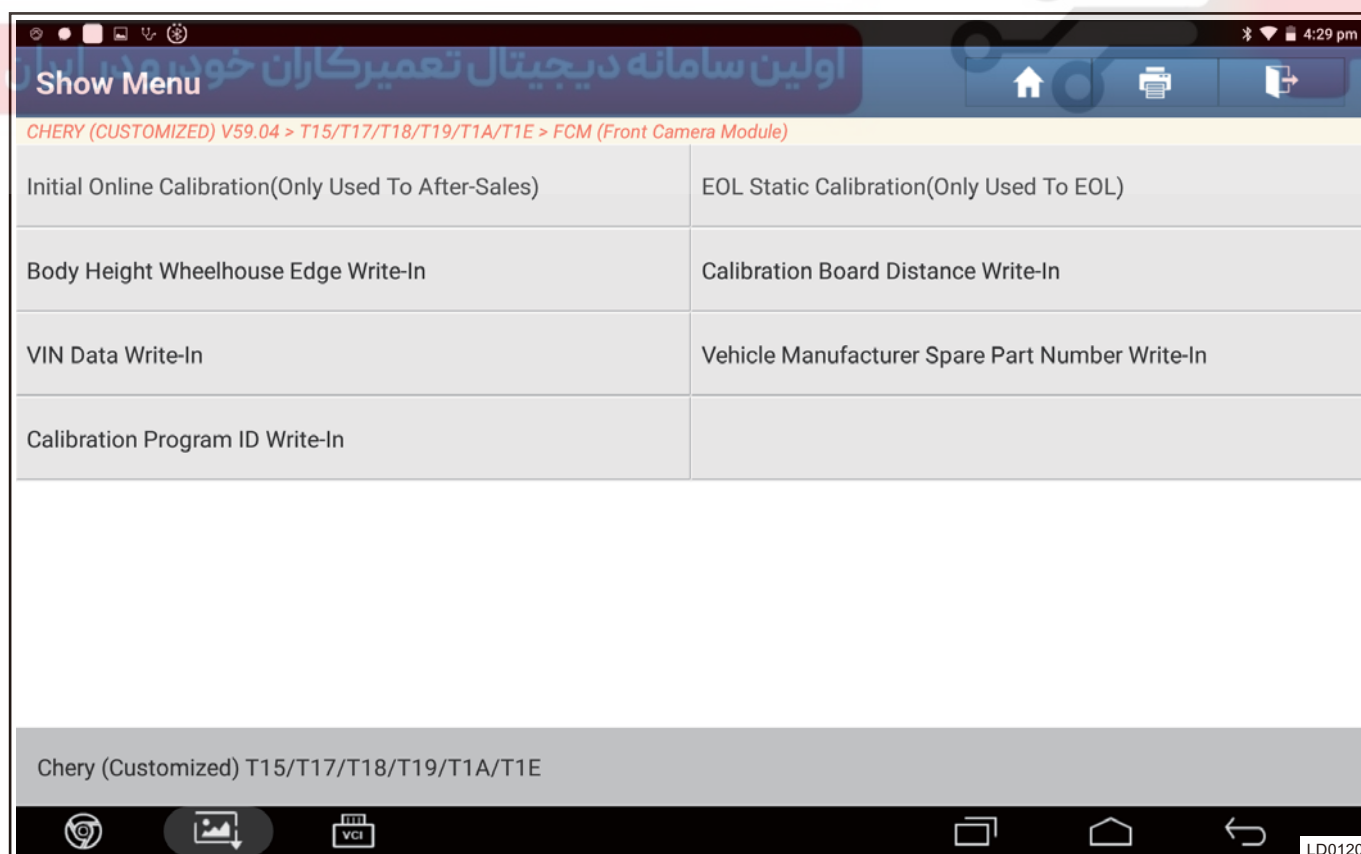 4:29 pm
اولین سامانه دیجیتال تعمیرکاران خودرو در ایران
Show Menu
CHERY (CUSTOMIZED) V59.04 > T15/T17/T18/T19/T1A/T1E > FCM (Front Camera Module)
Initial Online Calibration(Only Used To After-Sales)
EOL Static Calibration(Only Used To EOL)
Body Height Wheelhouse Edge Write-In
Calibration Board Distance Write-In
VIN Data Write-In
Vehicle Manufacturer Spare Part Number Write-In
Calibration Program ID Write-In
Chery (Customized) T15/T17/T18/T19/T1A/T1E
VCI
LD0120